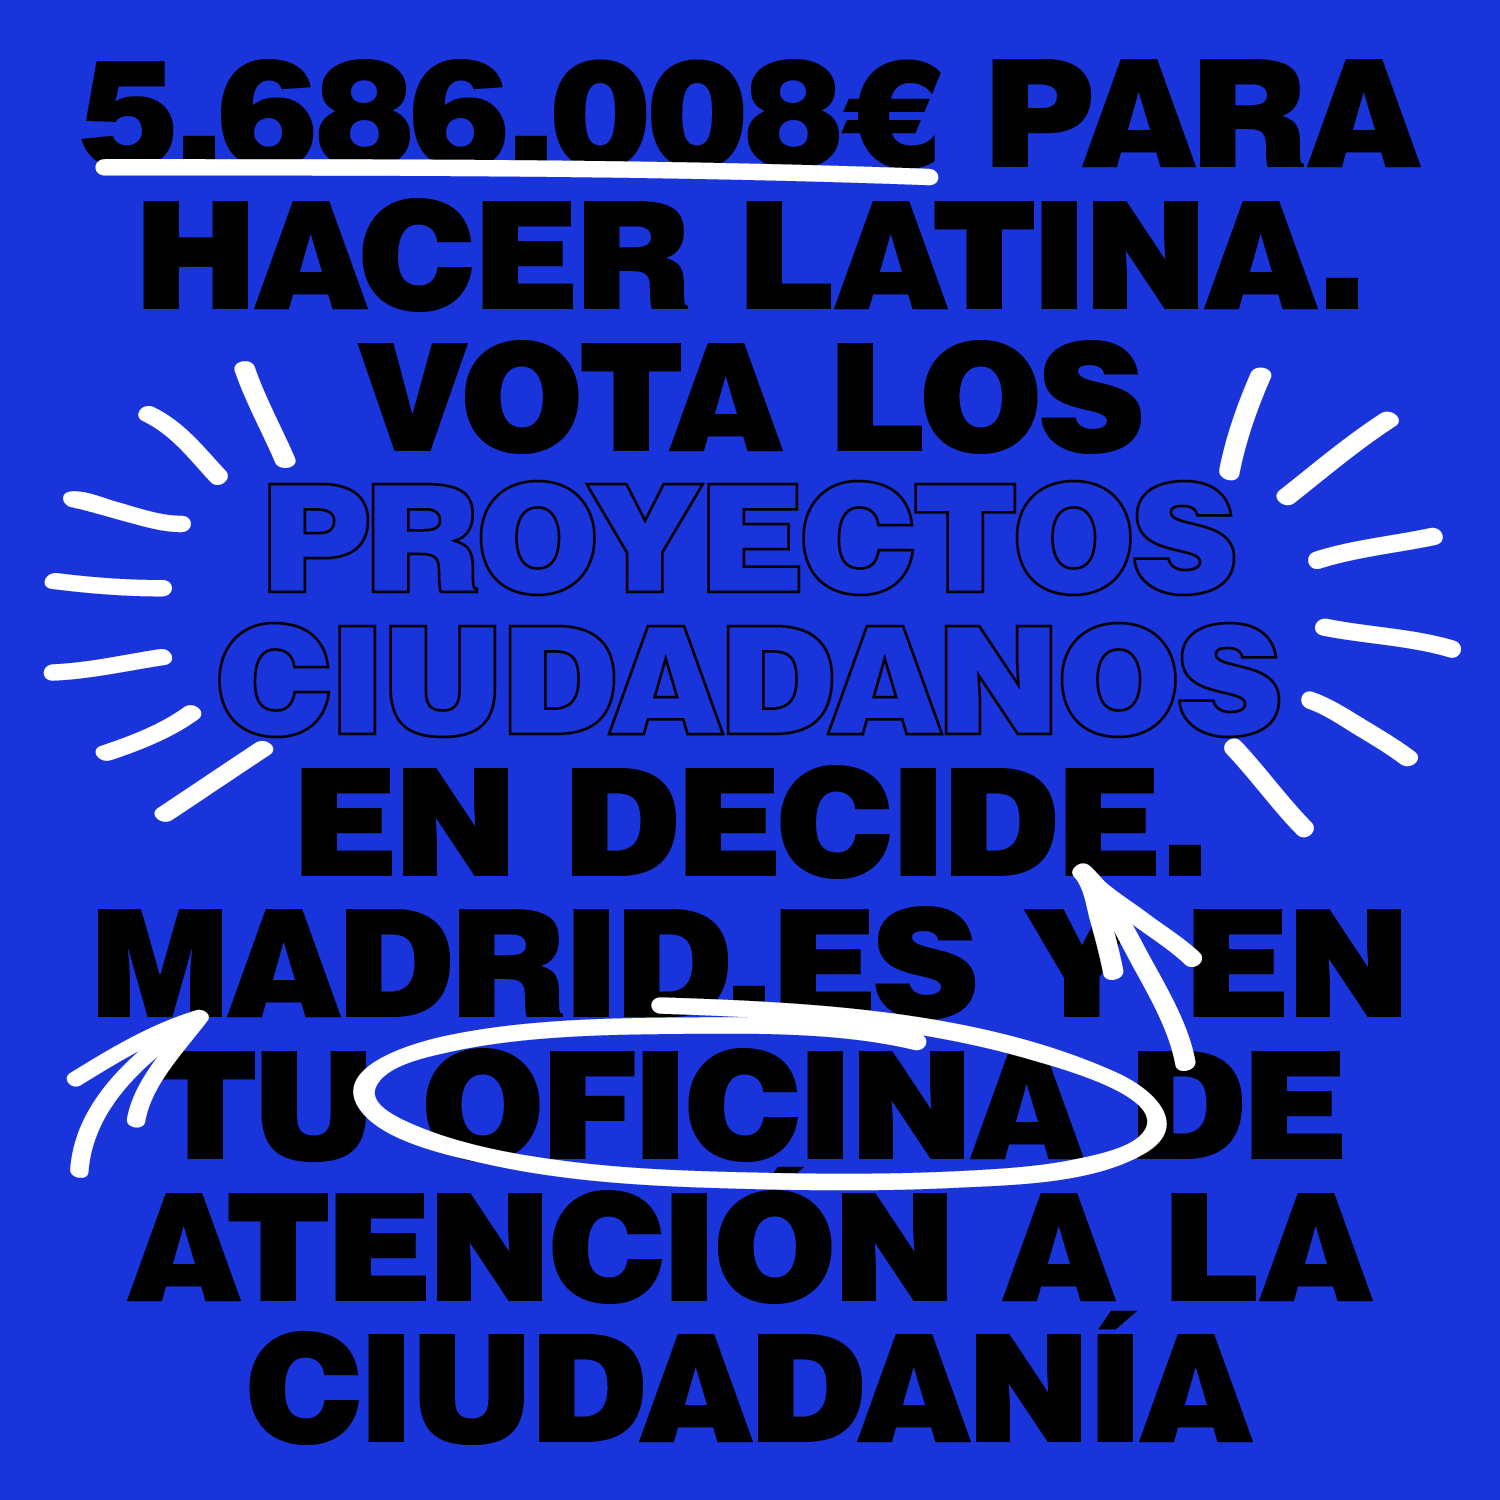 5.686.008€ PARA
HACER LATINA.
VOTA LOS
PROYECTOS
CIUDADANOS
EN DECIDE.
MADRID.ES Y EN
TU OFICINA DE
ATENCIÓN A LA
CIUDADANÍA